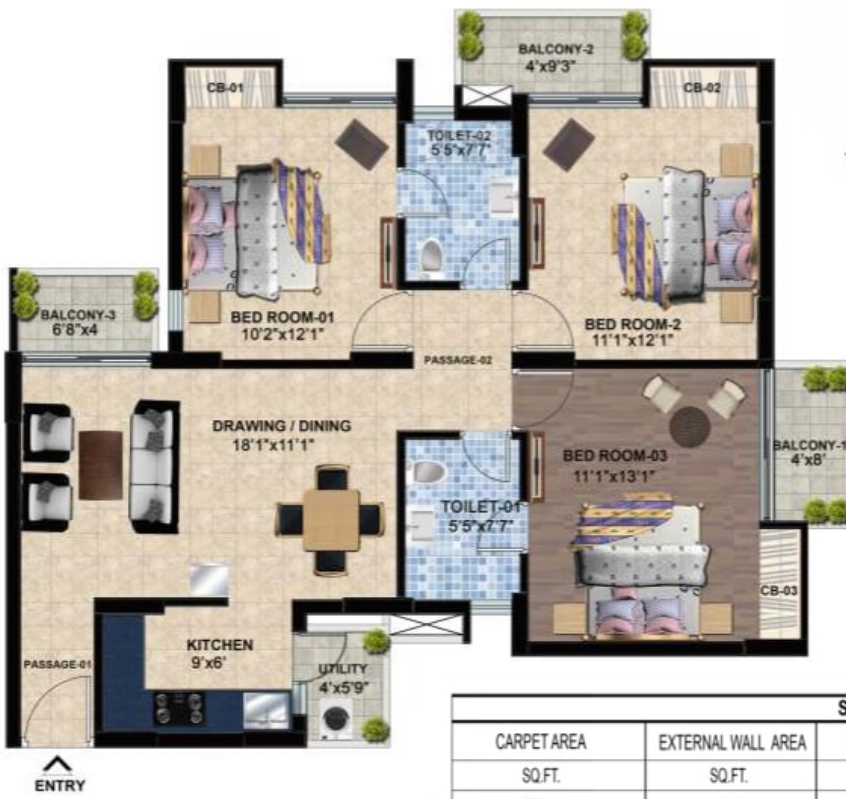 BALCONY-2
4'x9'3"
CB-01
CB-02
TOILET-02
5'5"x7'7"
BALCONY-3
6'8"x4
BED ROOM-01
10'2"x12'1"
BED ROOM-2
11'1"x12'1"
PASSAGE-02
DRAWING / DINING
18'1"x11'1"
BED ROOM-03
11'1"x13'1"
BALCONY-1
4'x8'
TOILET-01
5'5"x7'7"
CB-03
KITCHEN
9'x6'
PASSAGE-01
UTILITY
4'x5'9"
ENTRY
S
CARPET AREA EXTERNAL WALL AREA
SQ.FT. SQ.FT.